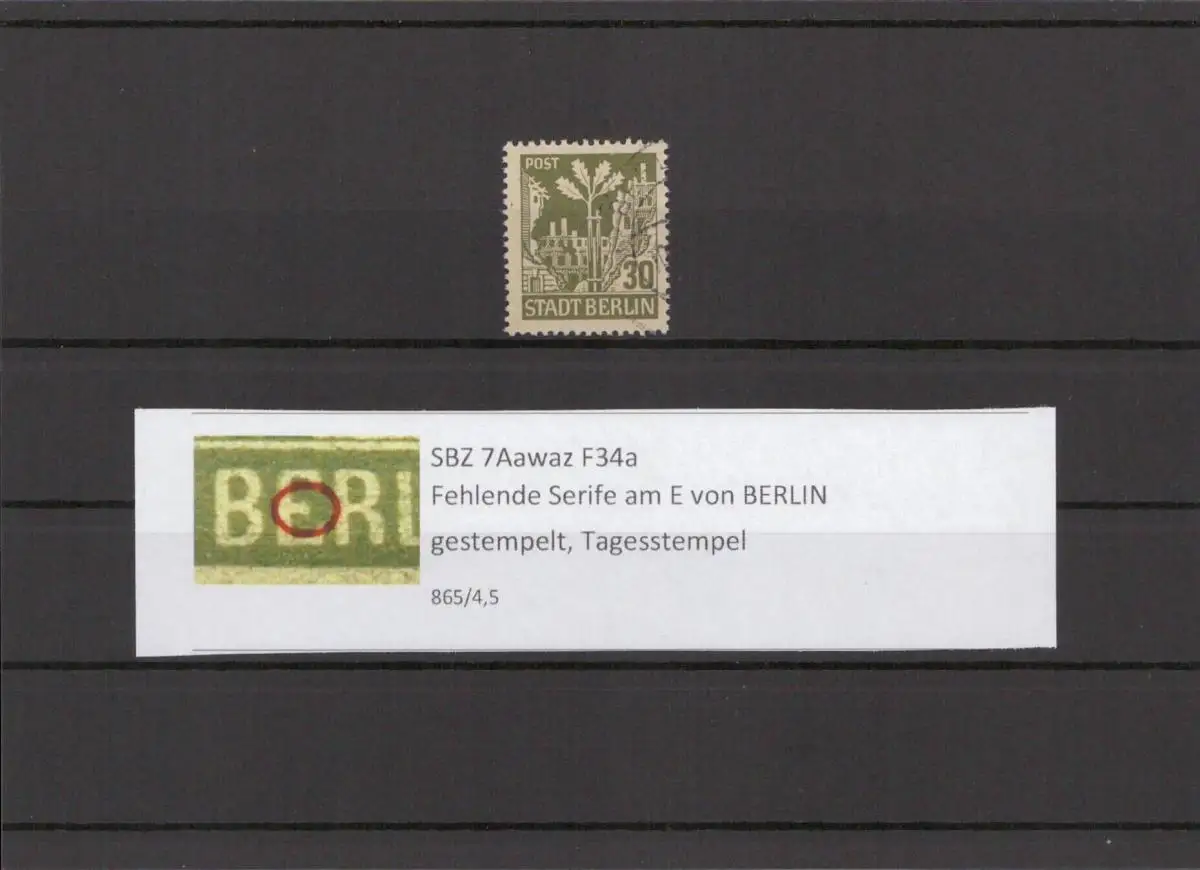 POST
30
STADT BERLIN
BERL
SBZ 7Aawaz F34a
Fehlende Serife am E von BERLIN
gestempelt, Tagesstempel
865/4,5